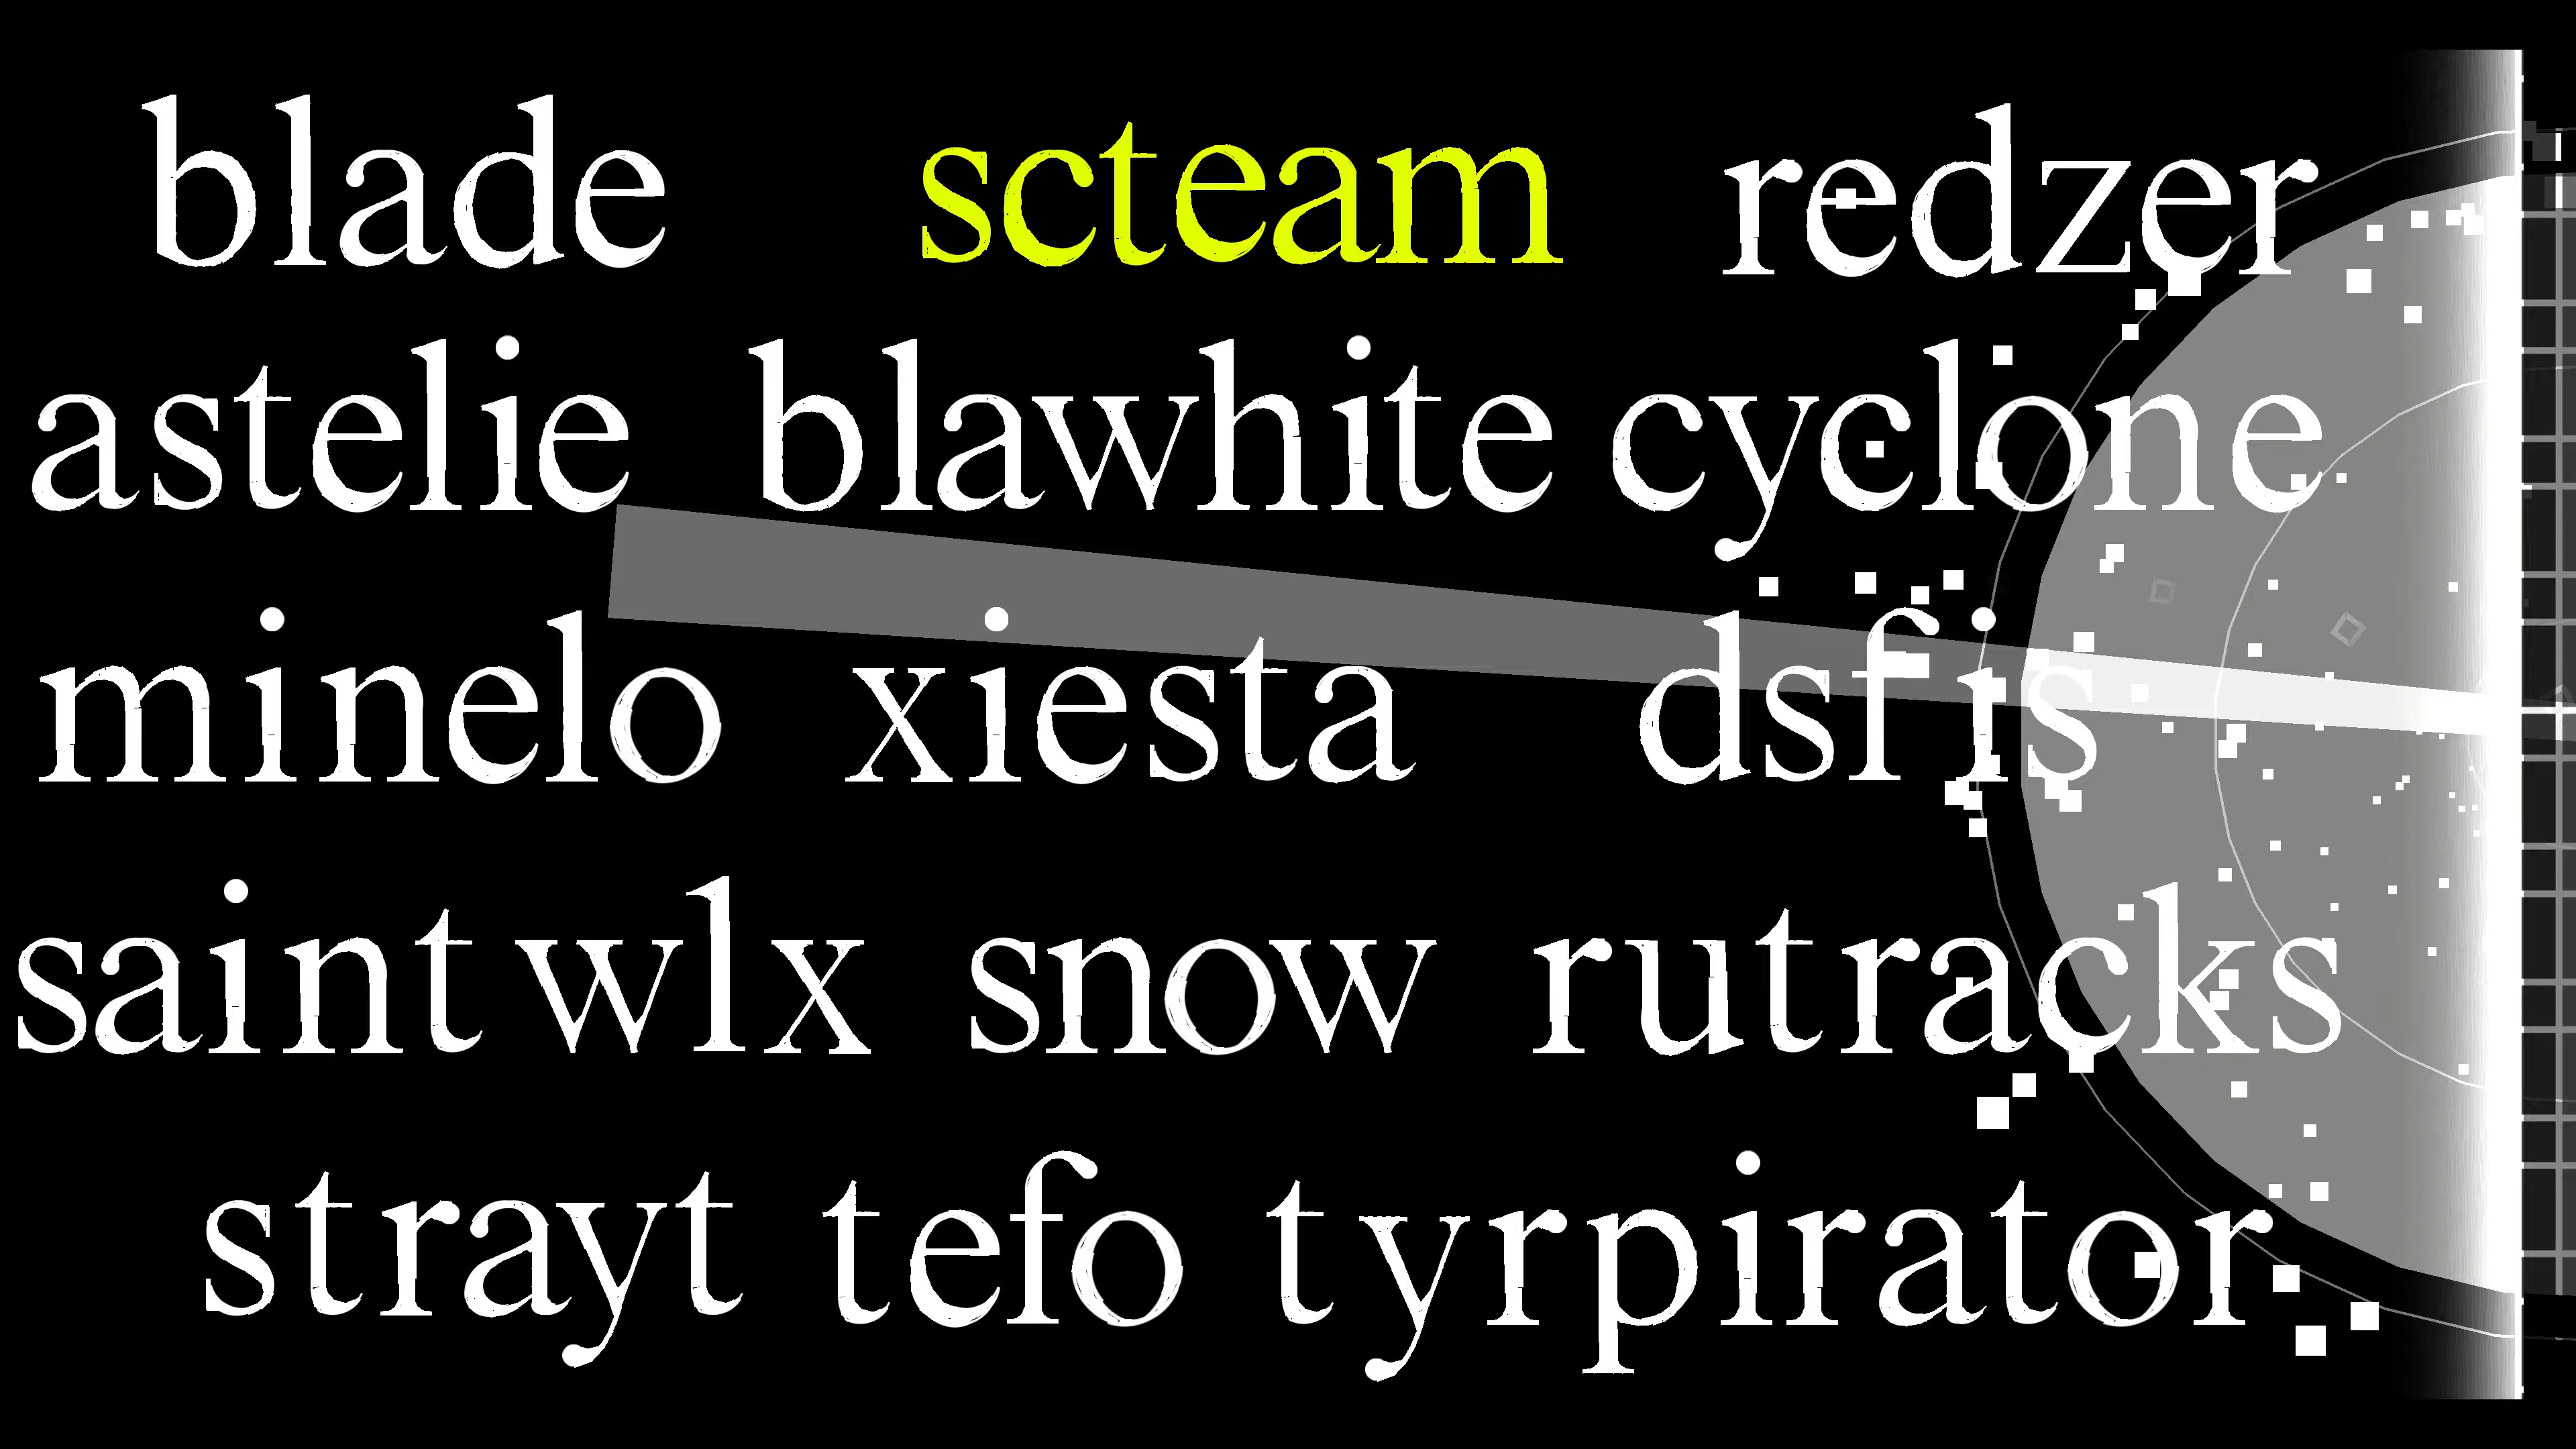 blade scteam redzer
astelie blawhite cyclone
minelo xiesta dsfis
saint wlx snow rutracks
strayt tefo tyrpirator